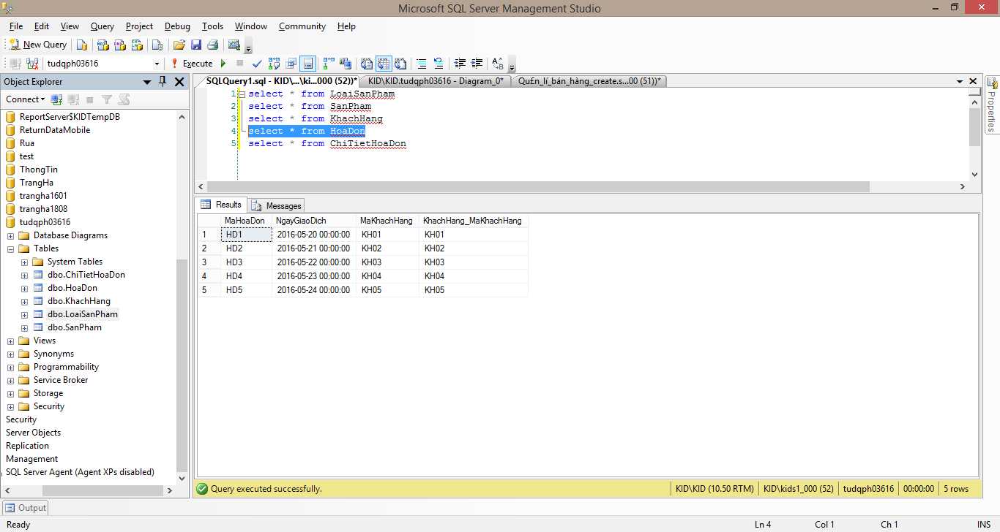 Microsoft SQL Server Management Studio
File Edit View Query Project Debug Tools Window Community Help
New Query
tudqph03616 Execute
Object Explorer
Connect
ReportServer$KIDTempDB
ReturnDataMobile
Rua
test
ThongTin
TrangHa
trangha1601
trangha1808
tudqph03616
Database Diagrams
Tables
System Tables
dbo.ChiTietHoaDon
dbo.HoaDon
dbo.KhachHang
dbo.LoaiSanPham
dbo.SanPham
Views
Synonyms
Programmability
Service Broker
Storage
Security
Security
Server Objects
Replication
Management
SQL Server Agent (Agent XPs disabled)
SQLQuery1.sql - KID\...\ki...000 (52))* KID\KID.tudqph03616 - Diagram_0* Qu£n_lí_bán_hàng_create.s...00 (51))*
1 select * from LoaiSanPham
2 select * from SanPham
3 select * from KhachHang
4 select * from HoaDon
5 select * from ChiTietHoaDon
Results Messages
MaHoaDon NgayGiaoDich MaKhachHang KhachHang_MaKhachHang
1 HD1 2016-05-20 00:00:00 KH01 KH01
2 HD2 2016-05-21 00:00:00 KH02 KH02
3 HD3 2016-05-22 00:00:00 KH03 KH03
4 HD4 2016-05-23 00:00:00 KH04 KH04
5 HD5 2016-05-24 00:00:00 KH05 KH05
Query executed successfully. KID\KID (10.50 RTM) KID\kids1_000 (52) tudqph03616 00:00:00 5 rows
Properties
Output
Ready Ln 4 Col 1 Ch 1 INS